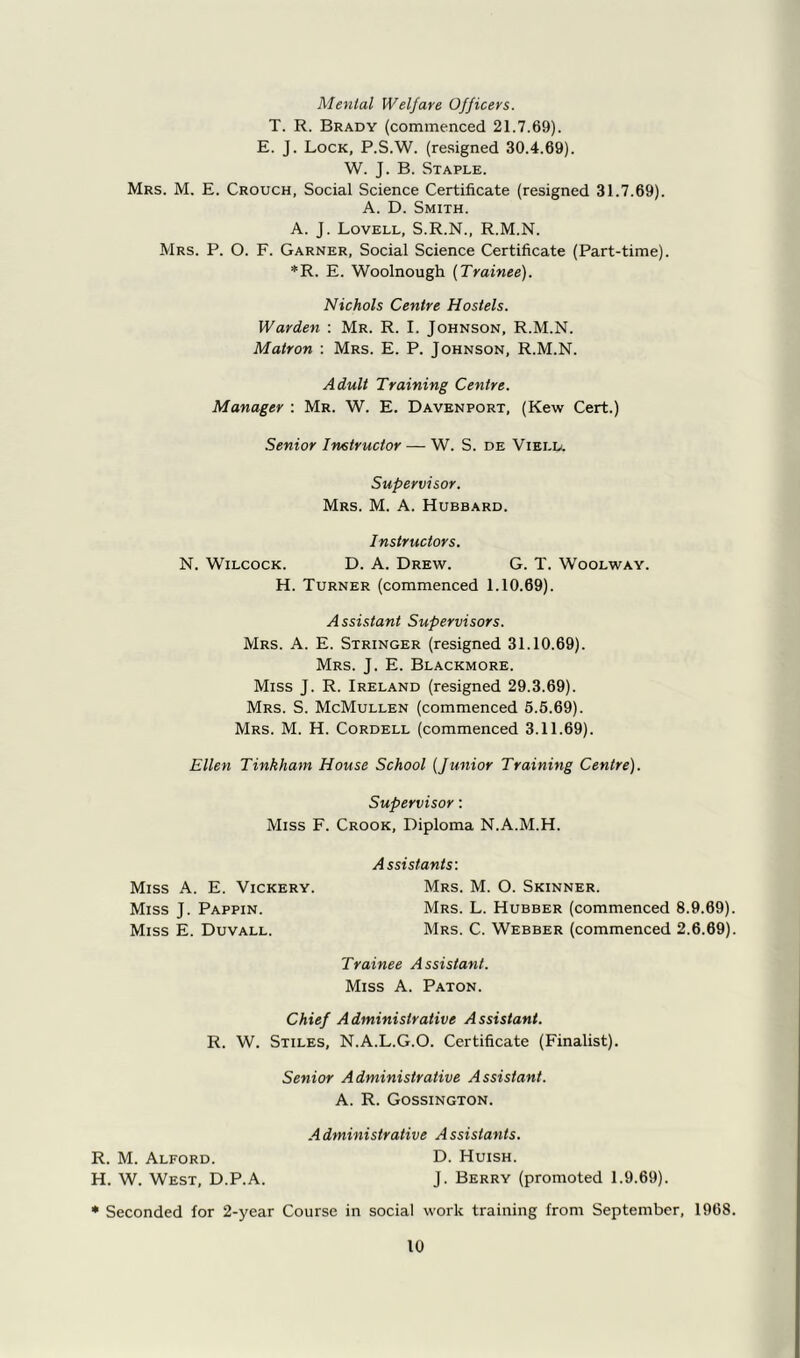 Mental Welfare Officers.
T. R. Brady (commenced 21.7.69).
E. J. Lock, P.S.W. (resigned 30.4.69).
W. J. B. Staple.
Mrs. M. E. Crouch, Social Science Certificate (resigned 31.7.69).
A. D. Smith.
A. J. Lovell, S.R.N., R.M.N.
Mrs. P. O. F. Garner, Social Science Certificate (Part-time).
*R. E. Woolnough (Trainee).
Nichols Centre Hostels.
Warden : Mr. R. I. Johnson, R.M.N.
Matron : Mrs. E. P. Johnson, R.M.N.
Adult Training Centre.
Manager : Mr. W. E. Davenport, (Kew Cert.)
Senior Instructor — W. S. de Viell.
Supervisor.
Mrs. M. A. Hubbard.
Instructors.
N. Wilcock. D. A. Drew. G. T. Woolway.
H. Turner (commenced 1.10.69).
Assistant Supervisors.
Mrs. A. E. Stringer (resigned 31.10.69).
Mrs. J. E. Blackmore.
Miss J. R. Ireland (resigned 29.3.69).
Mrs. S. McMullen (commenced 5.5.69).
Mrs. M. H. Cordell (commenced 3.11.69).
Ellen Tinkham House School (Junior Training Centre).
Supervisor :
Miss F. Crook, Diploma N.A.M.H.
Assistants:
Miss A. E. Vickery. Mrs. M. O. Skinner.
Miss J. Pappin. Mrs. L. Hubber (commenced 8.9.69).
Miss E. Duvall. Mrs. C. Webber (commenced 2.6.69).
Trainee Assistant.
Miss A. Paton.
Chief Administrative Assistant.
R. W. Stiles, N.A.L.G.O. Certificate (Finalist).
Senior Administrative Assistant.
A. R. Gossington.
Administrative Assistants.
R. M. Alford. D. Huish.
H. W. West, D.P.A. J. Berry (promoted 1.9.69).
* Seconded for 2-year Course in social work training from September, 1968.
10